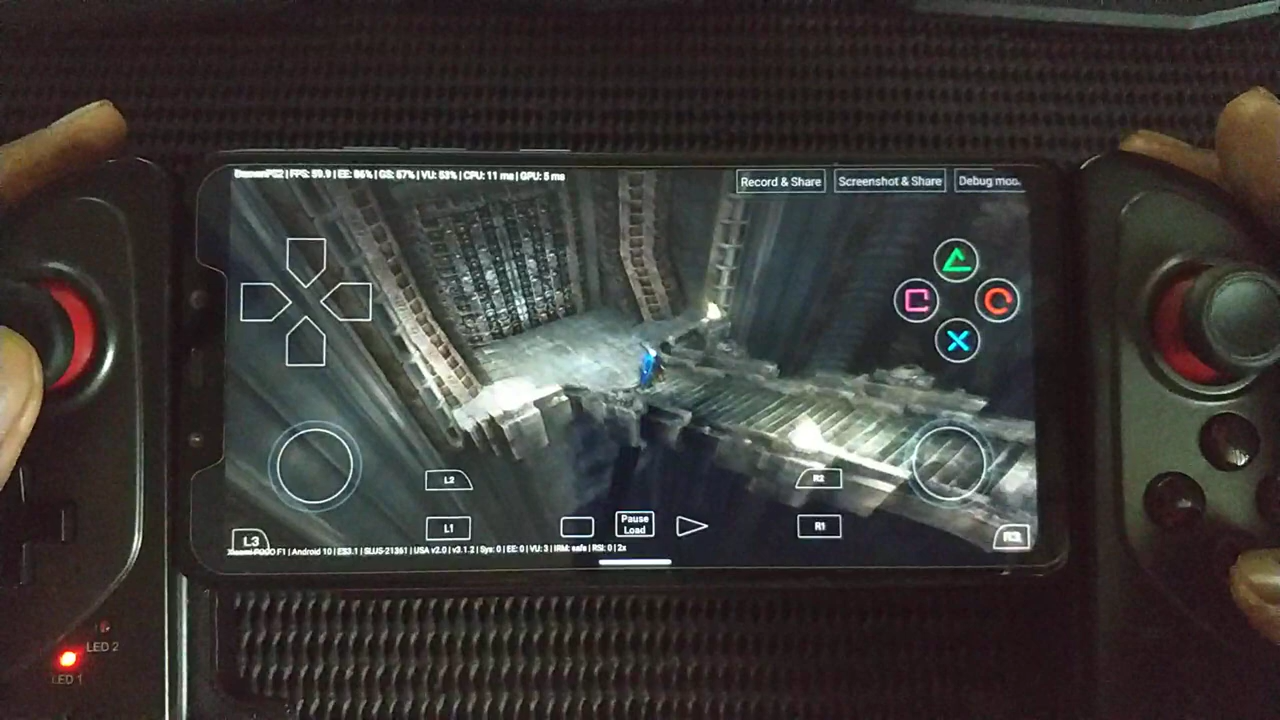 DamonPS2 | FPS: 59.9 | EE: 86% | GS: 57% | VU: 53% | CPU: 11 ms | GPU: 5 ms
Record & Share
Screenshot & Share
Debug mod
L2
R2
L1
Pause
Load
R1
L3
R3
Xiaomi POCO F1 | Android 10 | ES3.1 | SLUS-21361 | USA v2.0 | v3.1.2 | Sys: 0 | EE: 0 | VU: 3 | IRM: safe | RSI: 0 | 2x
LED 2
LED 1